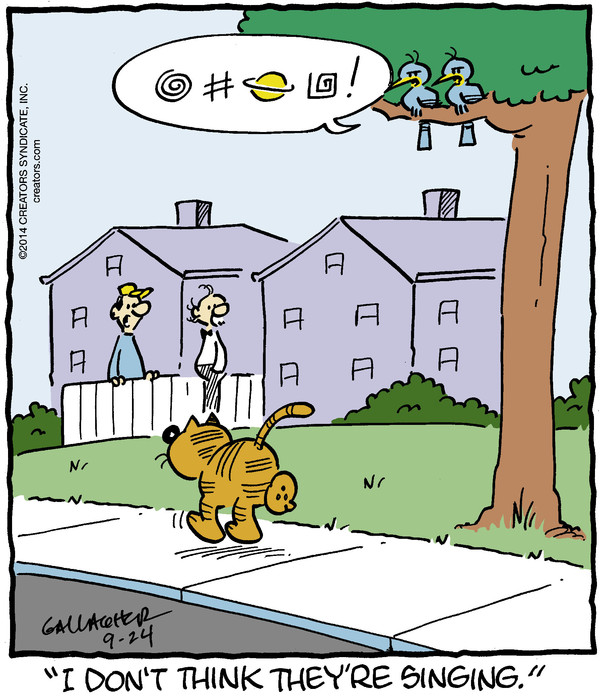 @ # !
©2014 CREATORS SYNDICATE, INC.
creators.com
GALLAGHER
9-24
"I DON'T THINK THEY'RE SINGING."